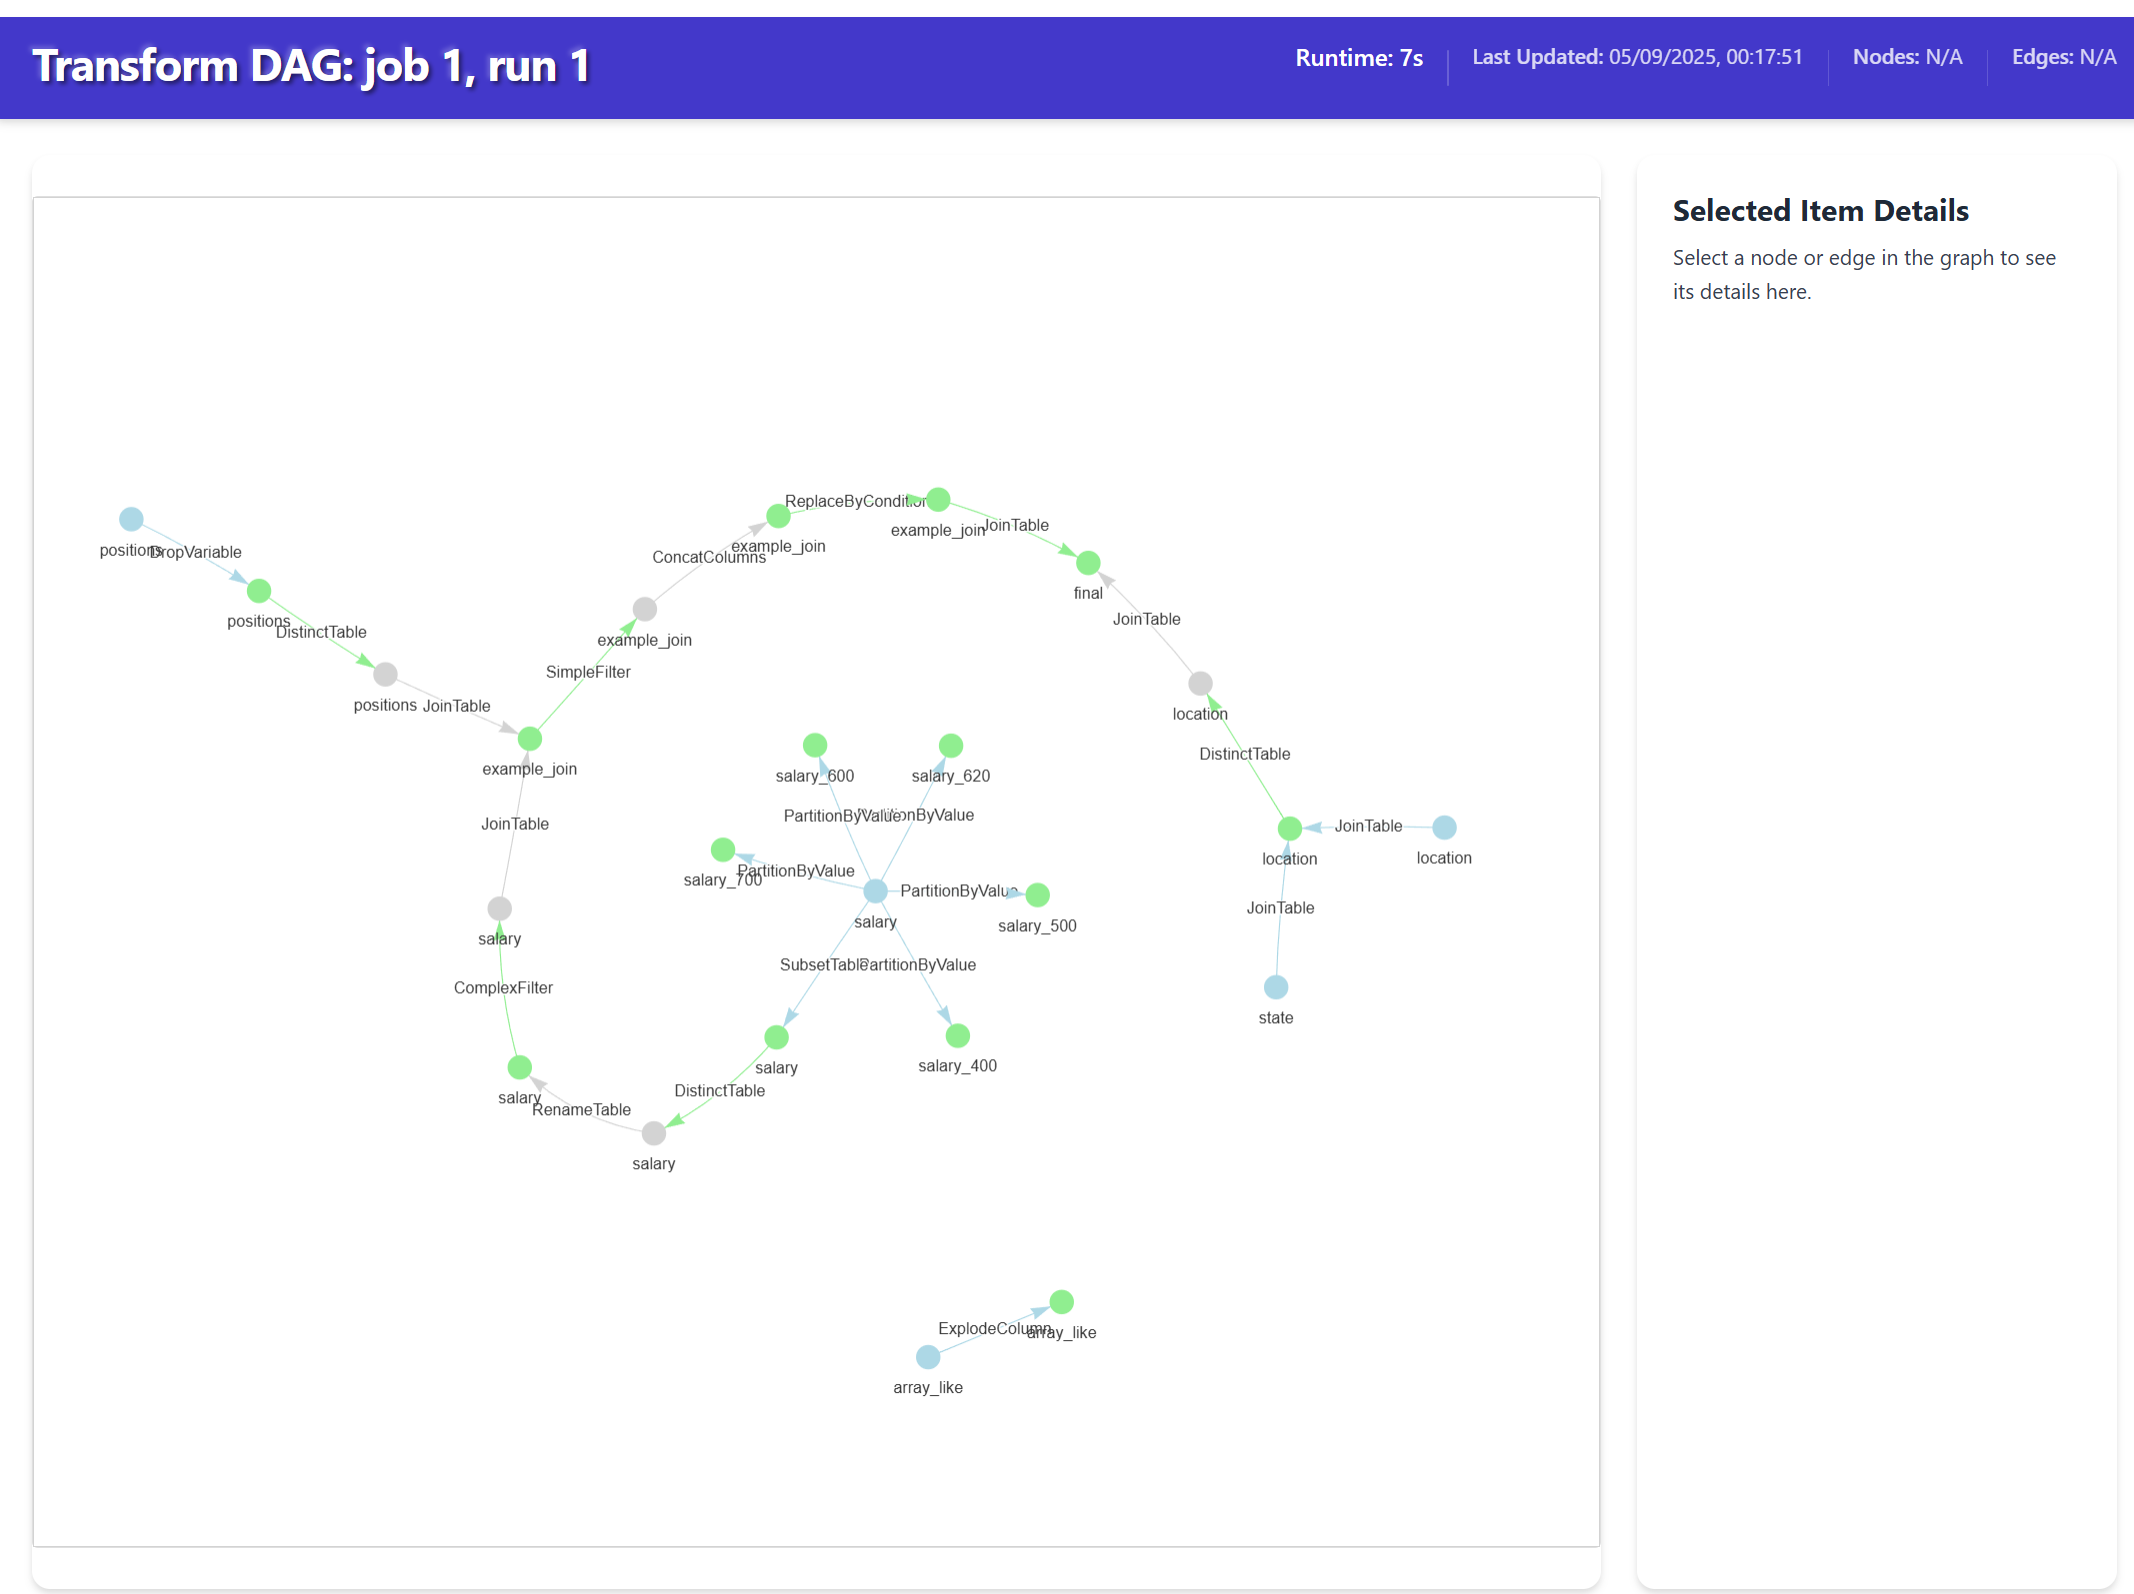 Transform DAG: job 1, run 1
Runtime: 7s
Last Updated: 05/09/2025, 00:17:51
Nodes: N/A
Edges: N/A
Selected Item Details
Select a node or edge in the graph to see
its details here.
ReplaceByCondition
example_join
JoinTable
example_join
ConcatColumns
positions
DropVariable
final
JoinTable
positions
DistinctTable
example_join
SimpleFilter
positions
JoinTable
location
DistinctTable
example_join
salary_600
salary_620
PartitionByValue
PartitionByValue
JoinTable
JoinTable
location
location
salary_700
PartitionByValue
PartitionByValue
salary_500
salary
JoinTable
salary
SubsetTable
PartitionByValue
ComplexFilter
state
salary
salary_400
DistinctTable
salary
RenameTable
salary
ExplodeColumn
array_like
array_like